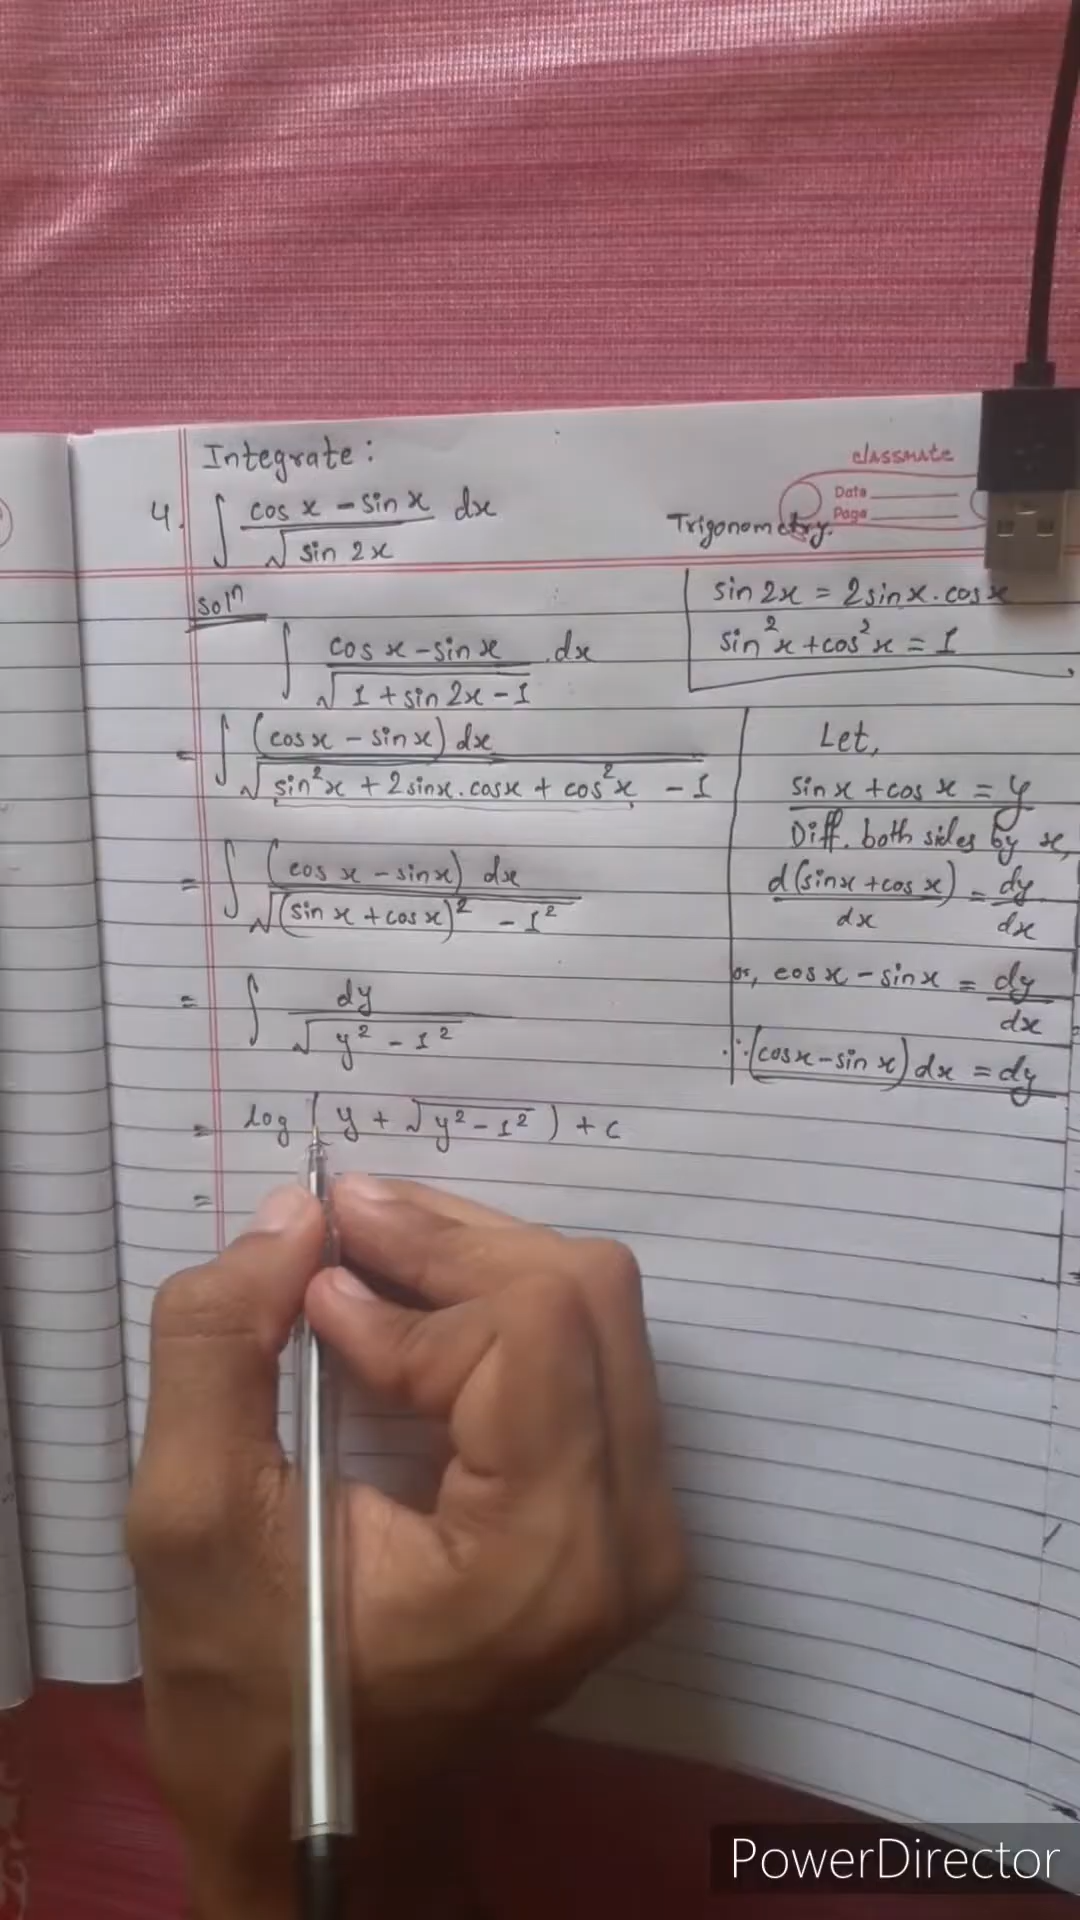 Integrate:
4. ∫ (cos x - sin x)/√(sin 2x) dx
classmate
Date
Page
Trigonometry.
solⁿ
sin 2x = 2 sin x . cos x
sin²x + cos²x = 1
∫ (cos x - sin x)/√(1 + sin 2x - 1) .dx
= ∫ (cos x - sin x) dx/√(sin²x + 2 sin x . cos x + cos²x - 1)
= ∫ (cos x - sin x) dx/√((sin x + cos x)² - 1²)
= ∫ dy/√(y² - 1²)
= log (y + √(y² - 1²)) + c
=
Let,
sin x + cos x = y
Diff. both sides by x,
d(sin x + cos x)/dx = dy/dx
or, cos x - sin x = dy/dx
∴ (cos x - sin x) dx = dy
PowerDirector